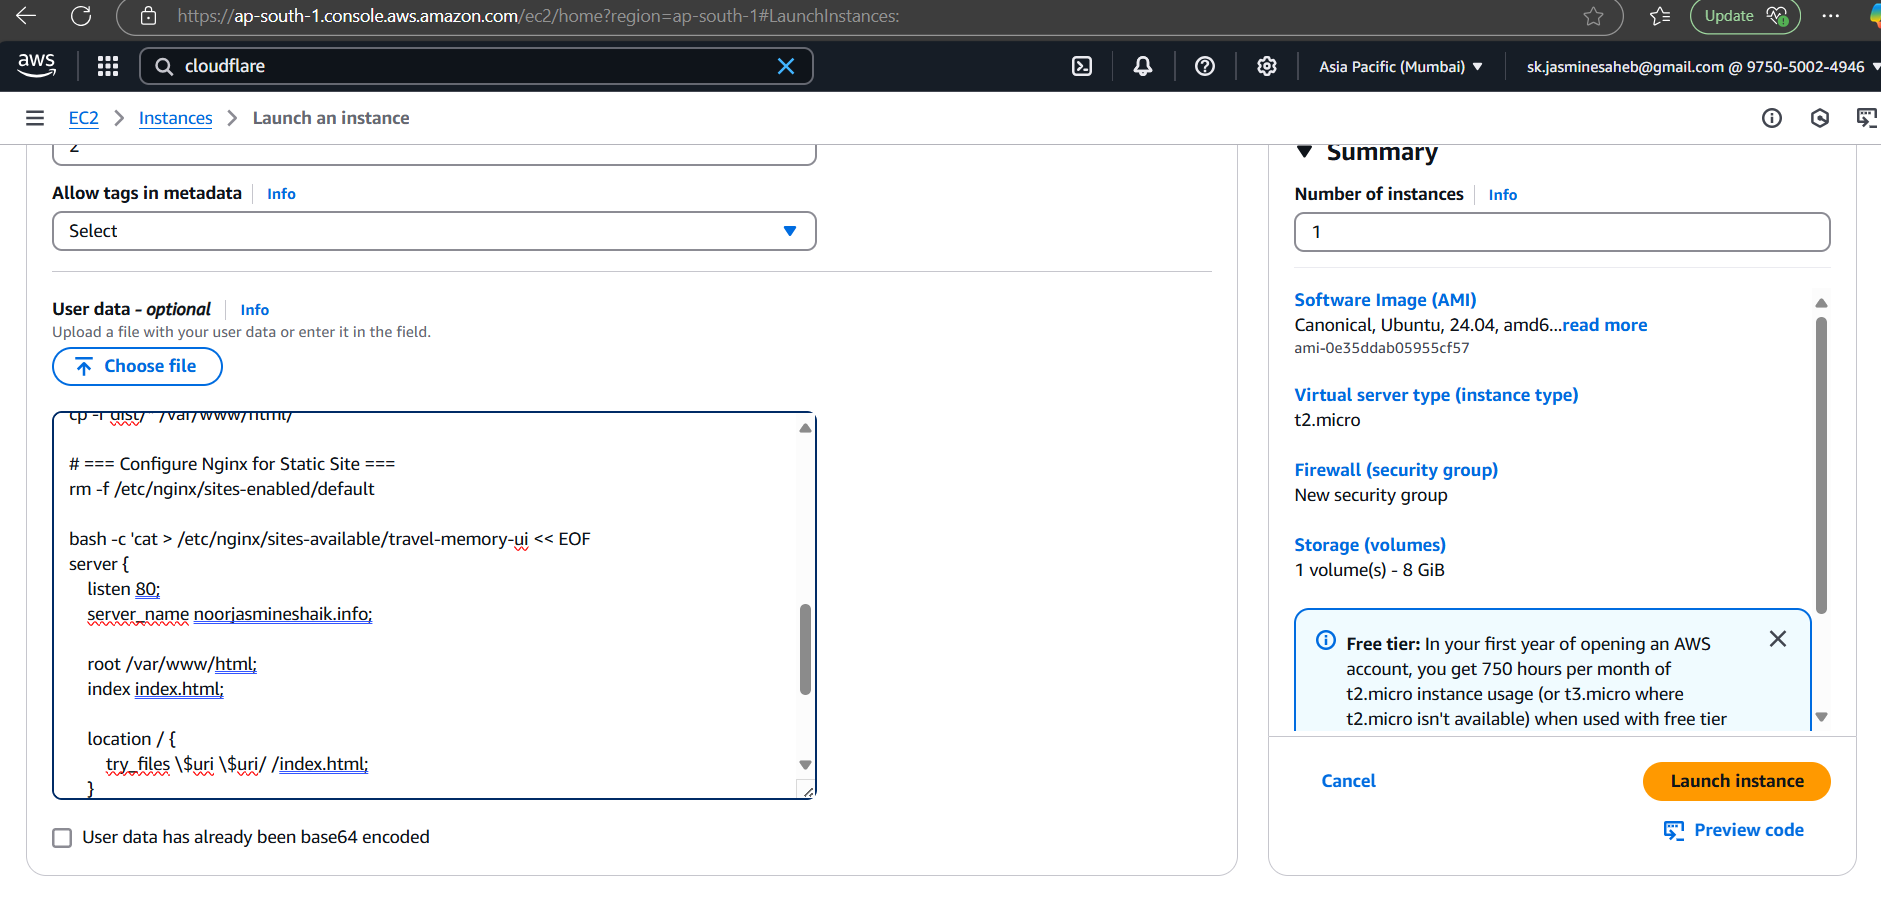 https://ap-south-1.console.aws.amazon.com/ec2/home?region=ap-south-1#LaunchInstances:
Update
aws
cloudflare
Asia Pacific (Mumbai)
sk.jasminesaheb@gmail.com @ 9750-5002-4946
EC2 > Instances > Launch an instance
2
Allow tags in metadata
Info
Select
User data - optional
Info
Upload a file with your user data or enter it in the field.
Choose file
cp -r dist/* /var/www/html/
# === Configure Nginx for Static Site ===
rm -f /etc/nginx/sites-enabled/default
bash -c 'cat > /etc/nginx/sites-available/travel-memory-ui << EOF
server {
listen 80;
server_name noorjasmineshaik.info;
root /var/www/html;
index index.html;
location / {
try_files \$uri \$uri/ /index.html;
}
User data has already been base64 encoded
Summary
Number of instances
Info
1
Software Image (AMI)
Canonical, Ubuntu, 24.04, amd6...read more
ami-0e35ddab05955cf57
Virtual server type (instance type)
t2.micro
Firewall (security group)
New security group
Storage (volumes)
1 volume(s) - 8 GiB
Free tier: In your first year of opening an AWS
account, you get 750 hours per month of
t2.micro instance usage (or t3.micro where
t2.micro isn't available) when used with free tier
Cancel
Launch instance
Preview code